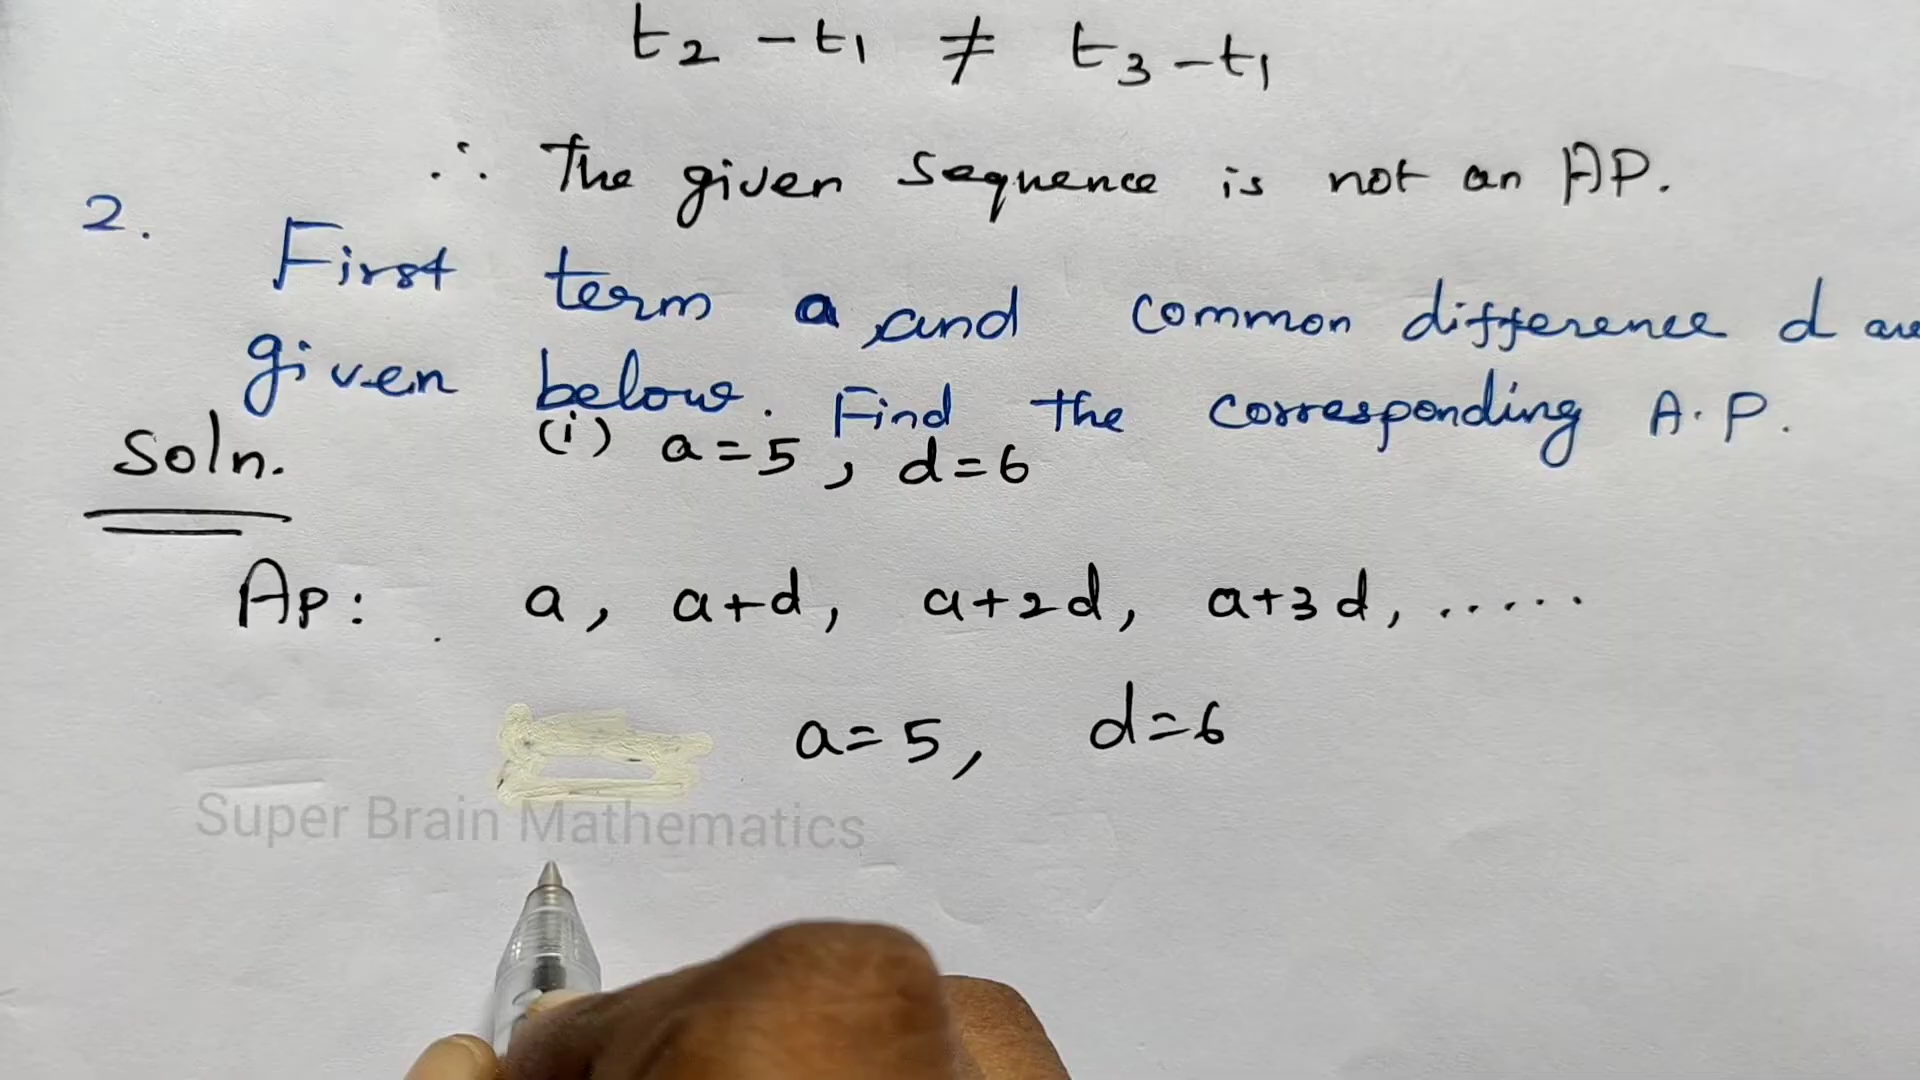 t2 - t1 ≠ t3 - t1
∴ The given sequence is not an AP.
2. First term a and common difference d are
given below. Find the corresponding A.P.
Soln. (i) a = 5, d = 6
AP: a, a+d, a+2d, a+3d, .....
a = 5, d = 6
Super Brain Mathematics